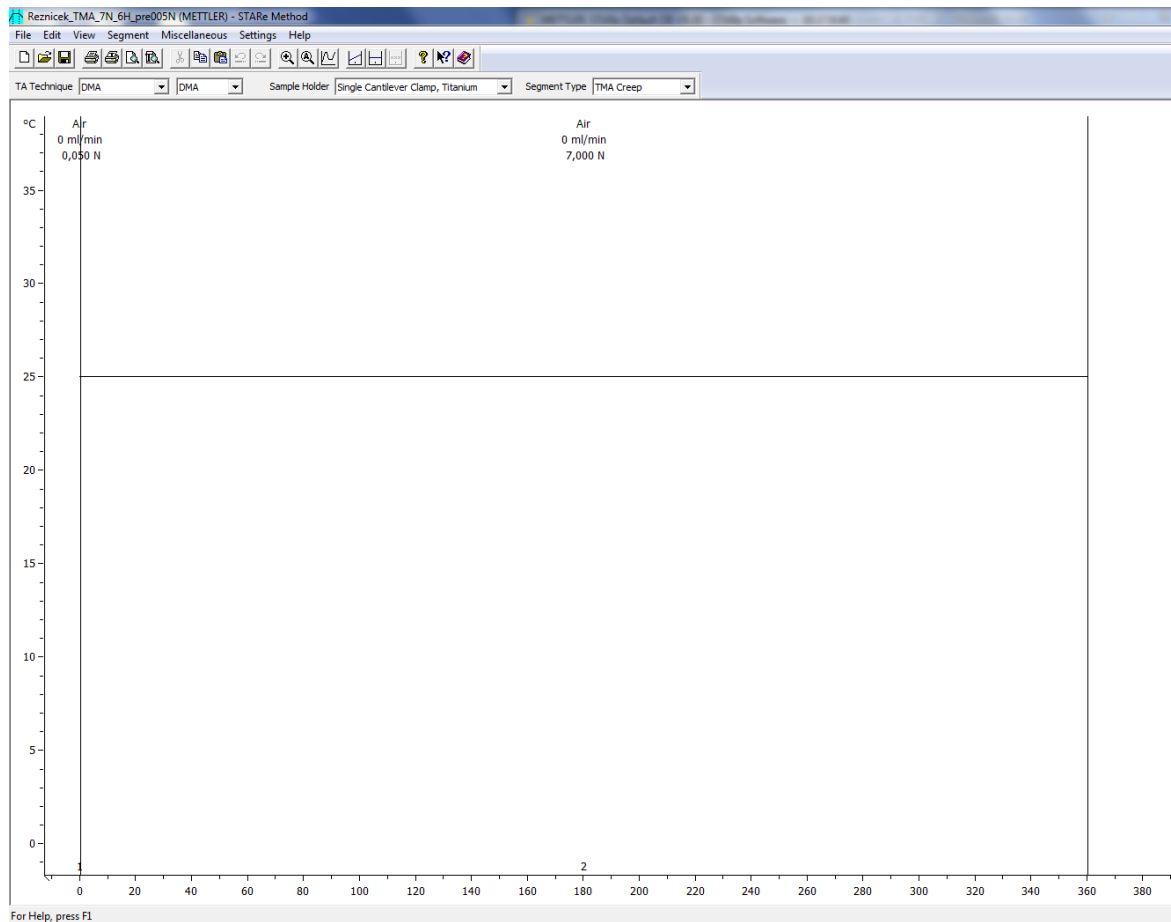 Reznicek_TMA_7N_6H_pre005N (METTLER) - STARe Method
File Edit View Segment Miscellaneous Settings Help
TA Technique DMA DMA Sample Holder Single Cantilever Clamp, Titanium Segment Type TMA Creep
°C Air Air
0 ml/min 0 ml/min
0,050 N 7,000 N
35
30
25
20
15
10
5
0
1 2
0 20 40 60 80 100 120 140 160 180 200 220 240 260 280 300 320 340 360 380
For Help, press F1